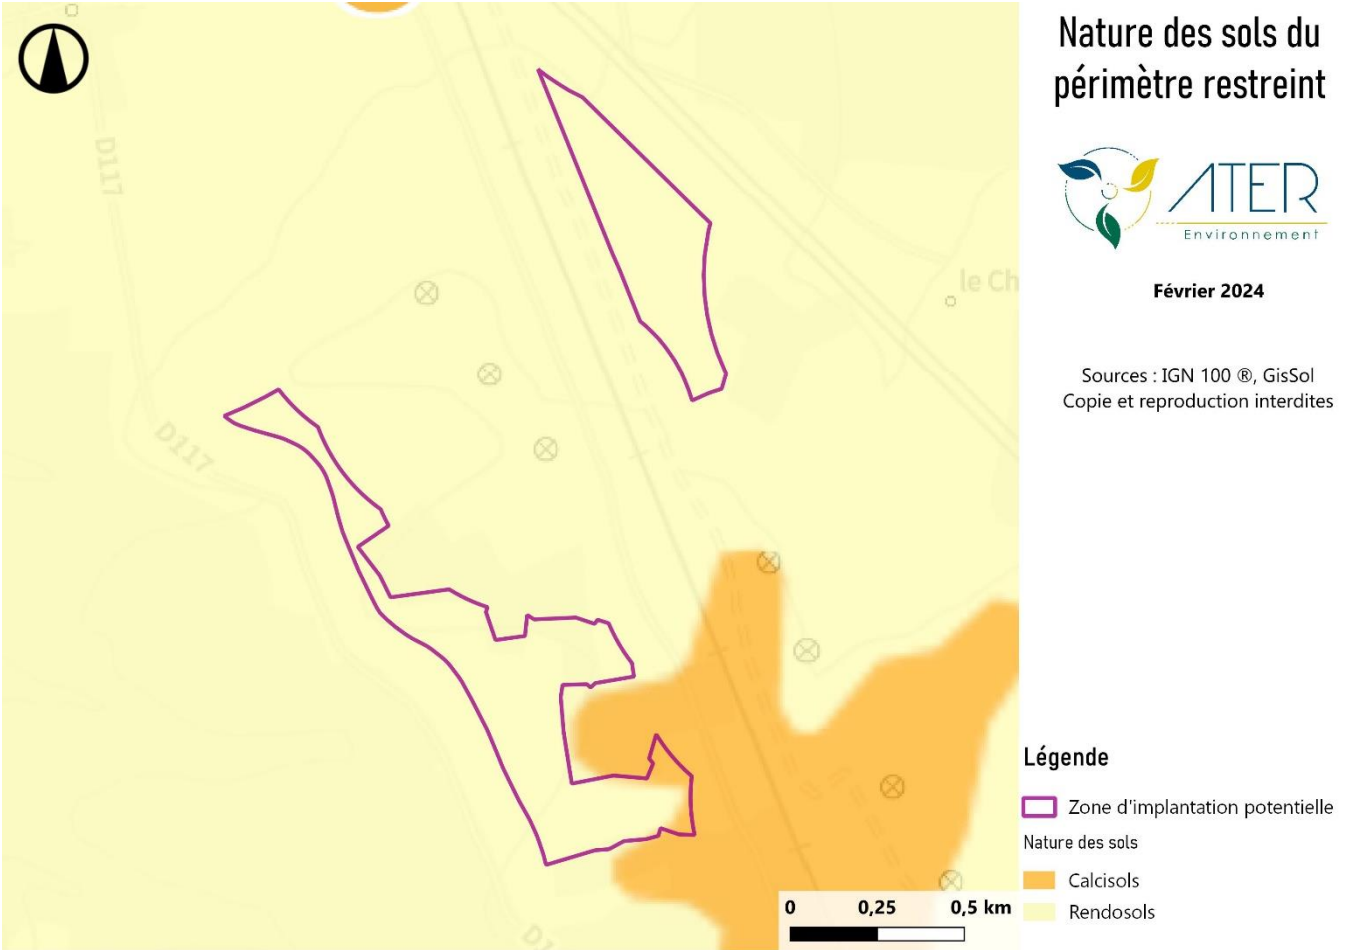 Nature des sols du
périmètre restreint
ATER
Environnement
Février 2024
Sources : IGN 100 ®, GisSol
Copie et reproduction interdites
Légende
Zone d'implantation potentielle
Nature des sols
Calcisols
Rendosols
D117
le Ch
D117
D1
0 0,25 0,5 km